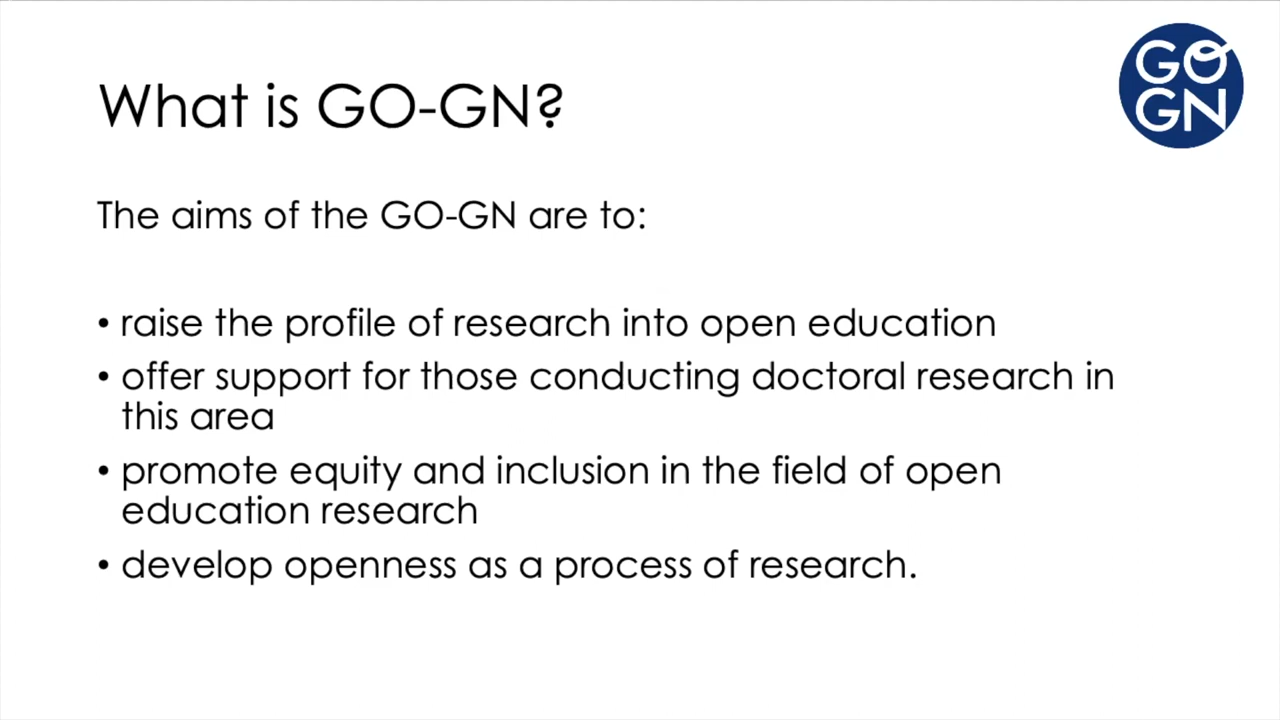 What is GO-GN?
GO
GN
The aims of the GO-GN are to:
• raise the profile of research into open education
• offer support for those conducting doctoral research in
this area
• promote equity and inclusion in the field of open
education research
• develop openness as a process of research.